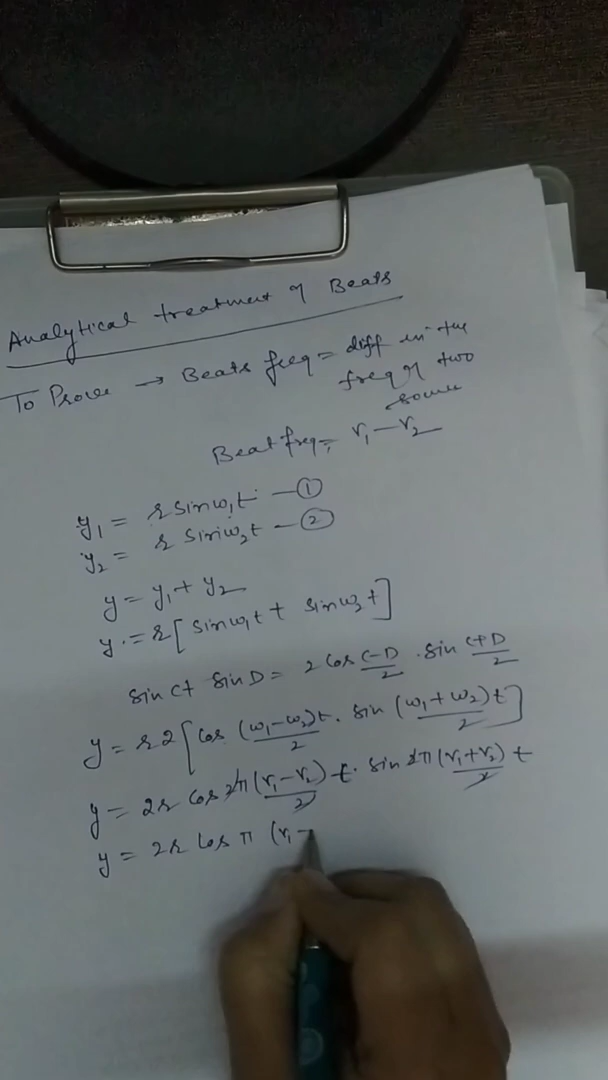 Analytical treatment of Beats
To Prove → Beats freq = diff in the
freq of two
source
Beat freq = ν₁ − ν₂
y₁ = r sin ω₁t — ①
y₂ = r sin ω₂t — ②
y = y₁ + y₂
y = r [ sin ω₁t + sin ω₂t ]
Sin C + Sin D = 2 Cos (C−D)/2 . Sin (C+D)/2
y = r 2 [ Cos (ω₁−ω₂)t/2 . Sin (ω₁+ω₂)t/2 ]
y = 2r Cos 2π (ν₁−ν₂)/2 t . Sin 2π (ν₁+ν₂)/2 t
y = 2r Cos π (ν₁ −